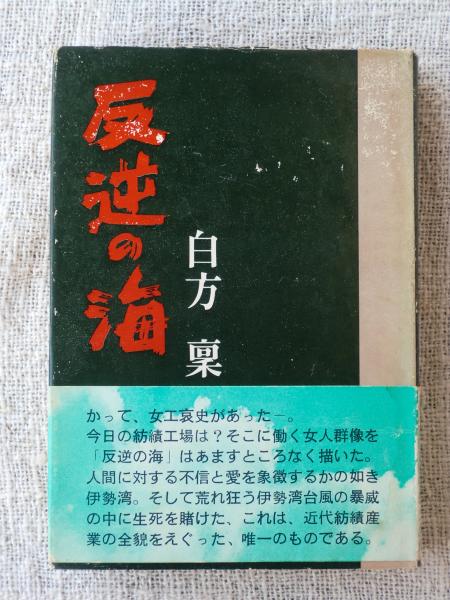 反逆の海
白方 稟
かって、女工哀史があったー。
今日の紡績工場は?そこに働く女人群像を
「反逆の海」はあますところなく描いた。
人間に対する不信と愛を象徴するかの如き
伊勢湾。そして荒れ狂う伊勢湾台風の暴威
の中に生死を賭けた、これは、近代紡績産
業の全貌をえぐった、唯一のものである。